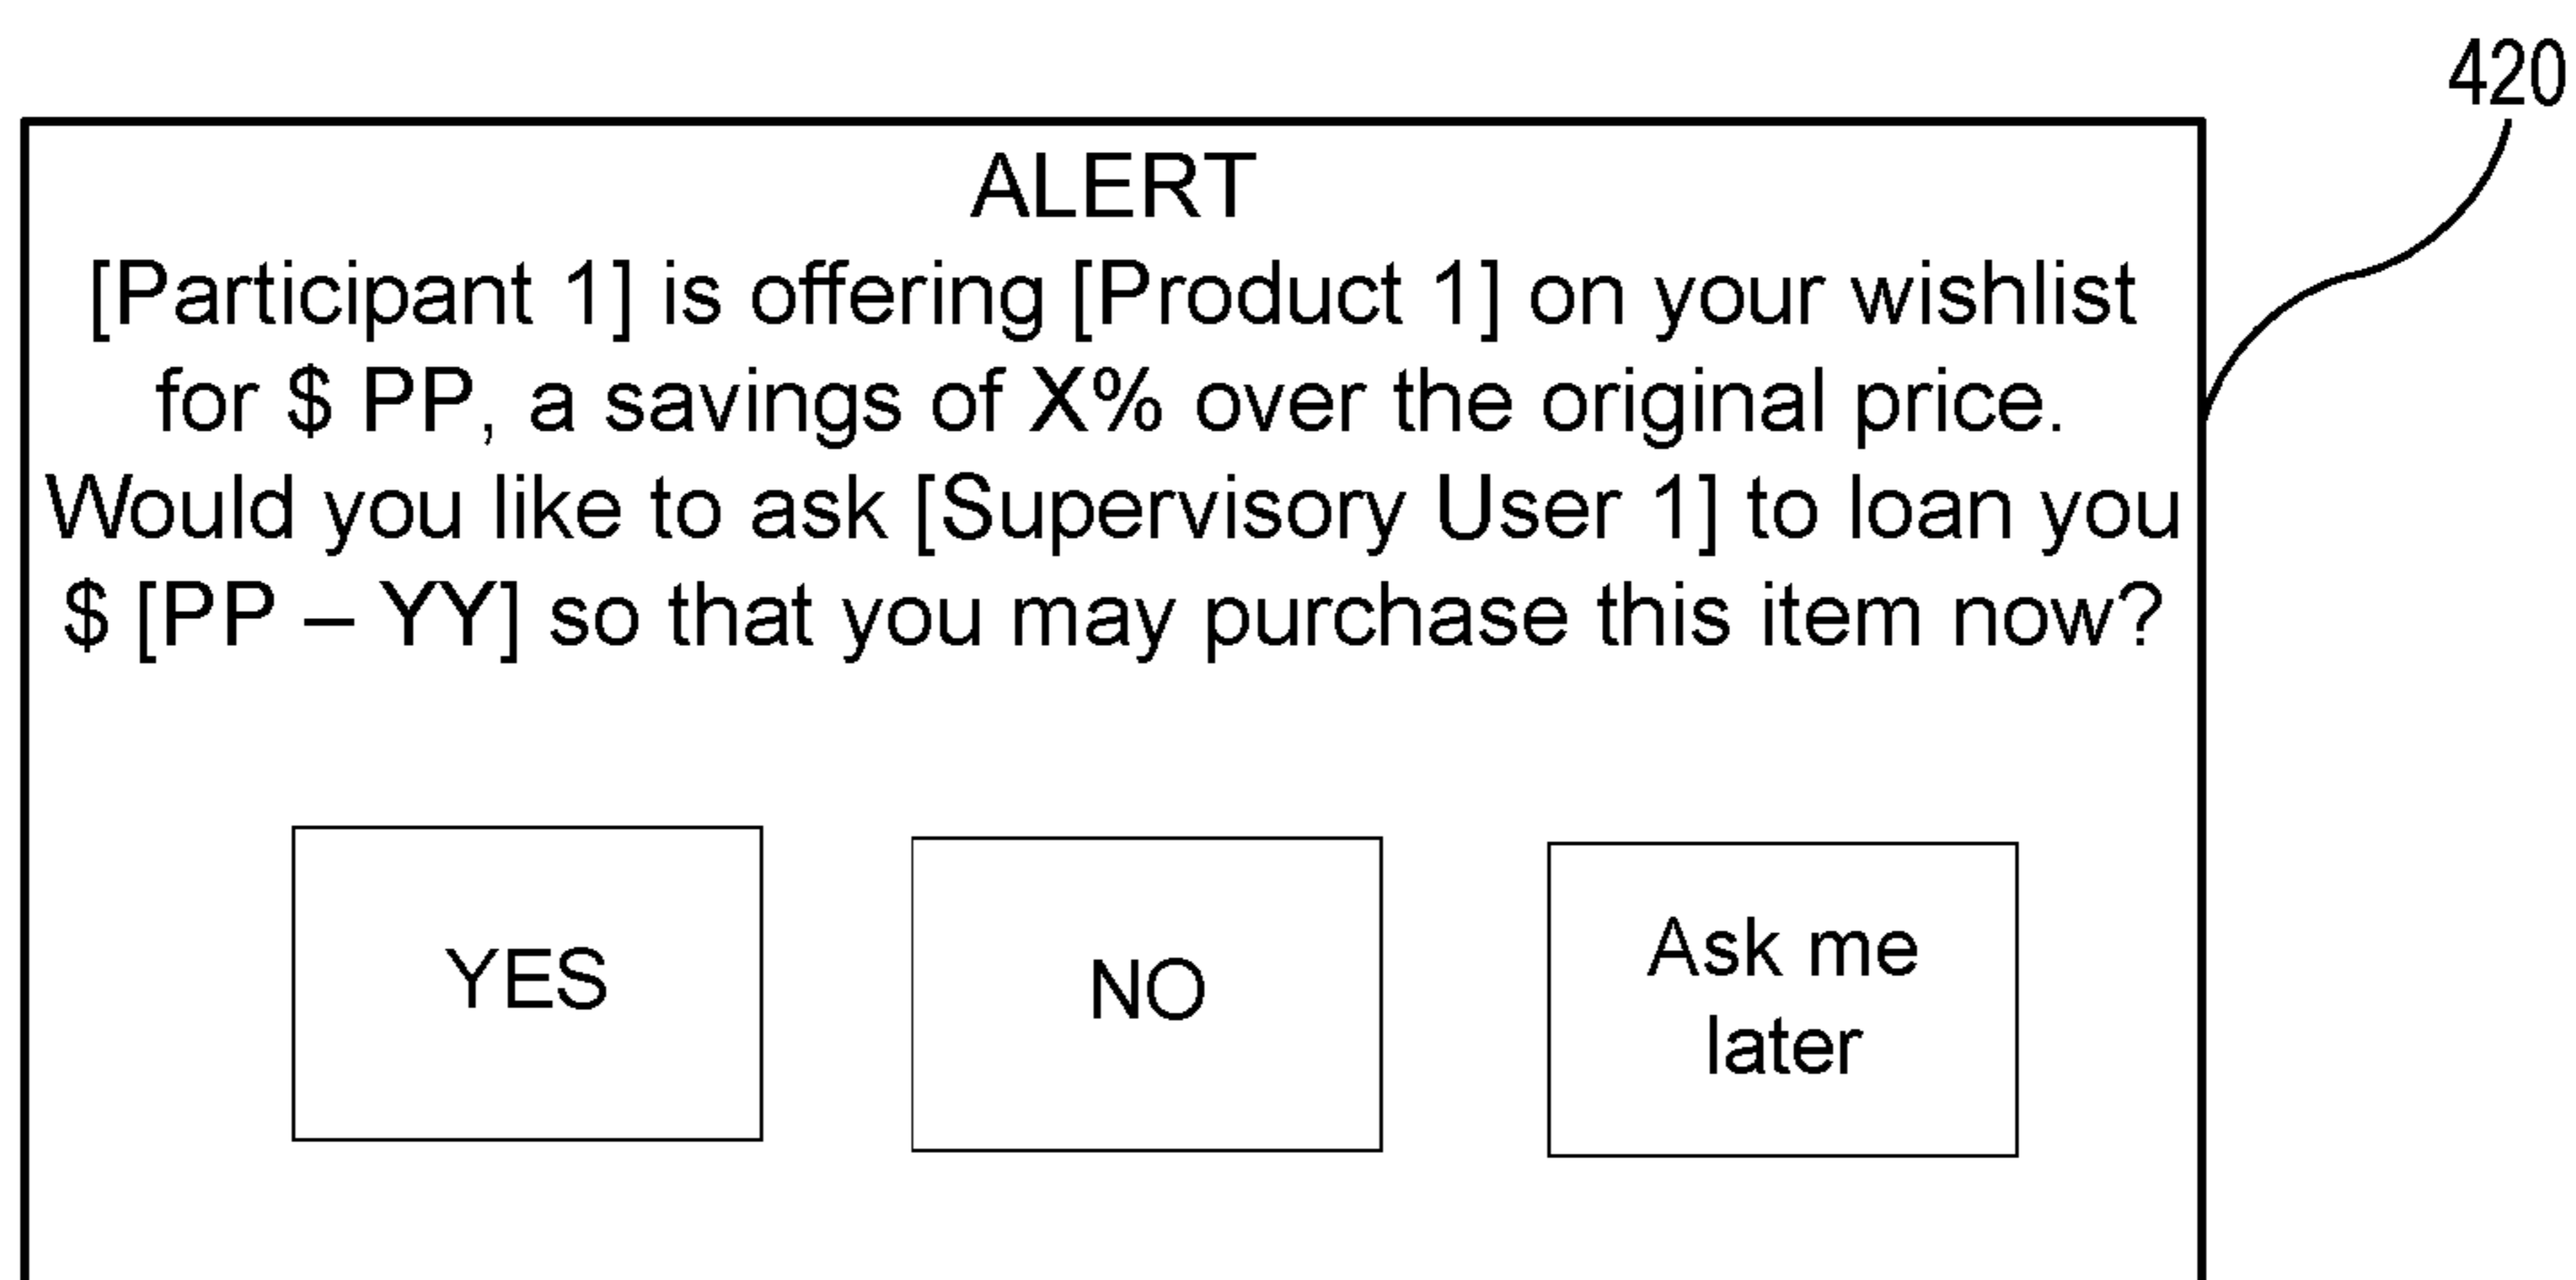 420
ALERT
[Participant 1] is offering [Product 1] on your wishlist
for $ PP, a savings of X% over the original price.
Would you like to ask [Supervisory User 1] to loan you
$ [PP – YY] so that you may purchase this item now?
YES
NO
Ask me
later